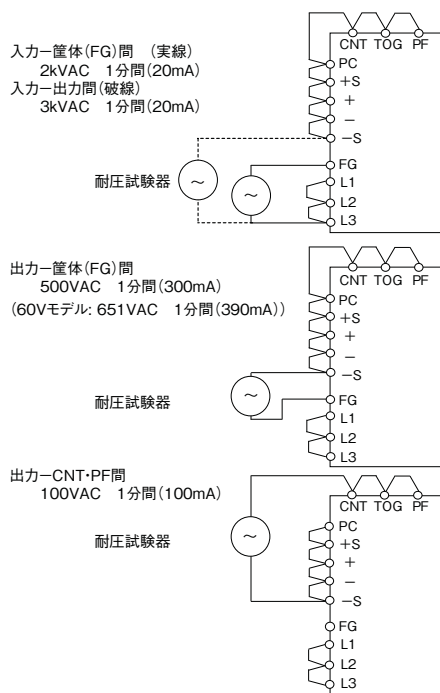 入力ー筐体(FG)間 (実線)
2kVAC 1分間(20mA)
入力ー出力間(破線)
3kVAC 1分間(20mA)
耐圧試験器
～
～
CNT TOG PF
PC
+S
+
−
−S
FG
L1
L2
L3
出力ー筐体(FG)間
500VAC 1分間(300mA)
(60Vモデル: 651VAC 1分間(390mA))
耐圧試験器
～
CNT TOG PF
PC
+S
+
−
−S
FG
L1
L2
L3
出力ーCNT・PF間
100VAC 1分間(100mA)
耐圧試験器
～
CNT TOG PF
PC
+S
+
−
−S
FG
L1
L2
L3